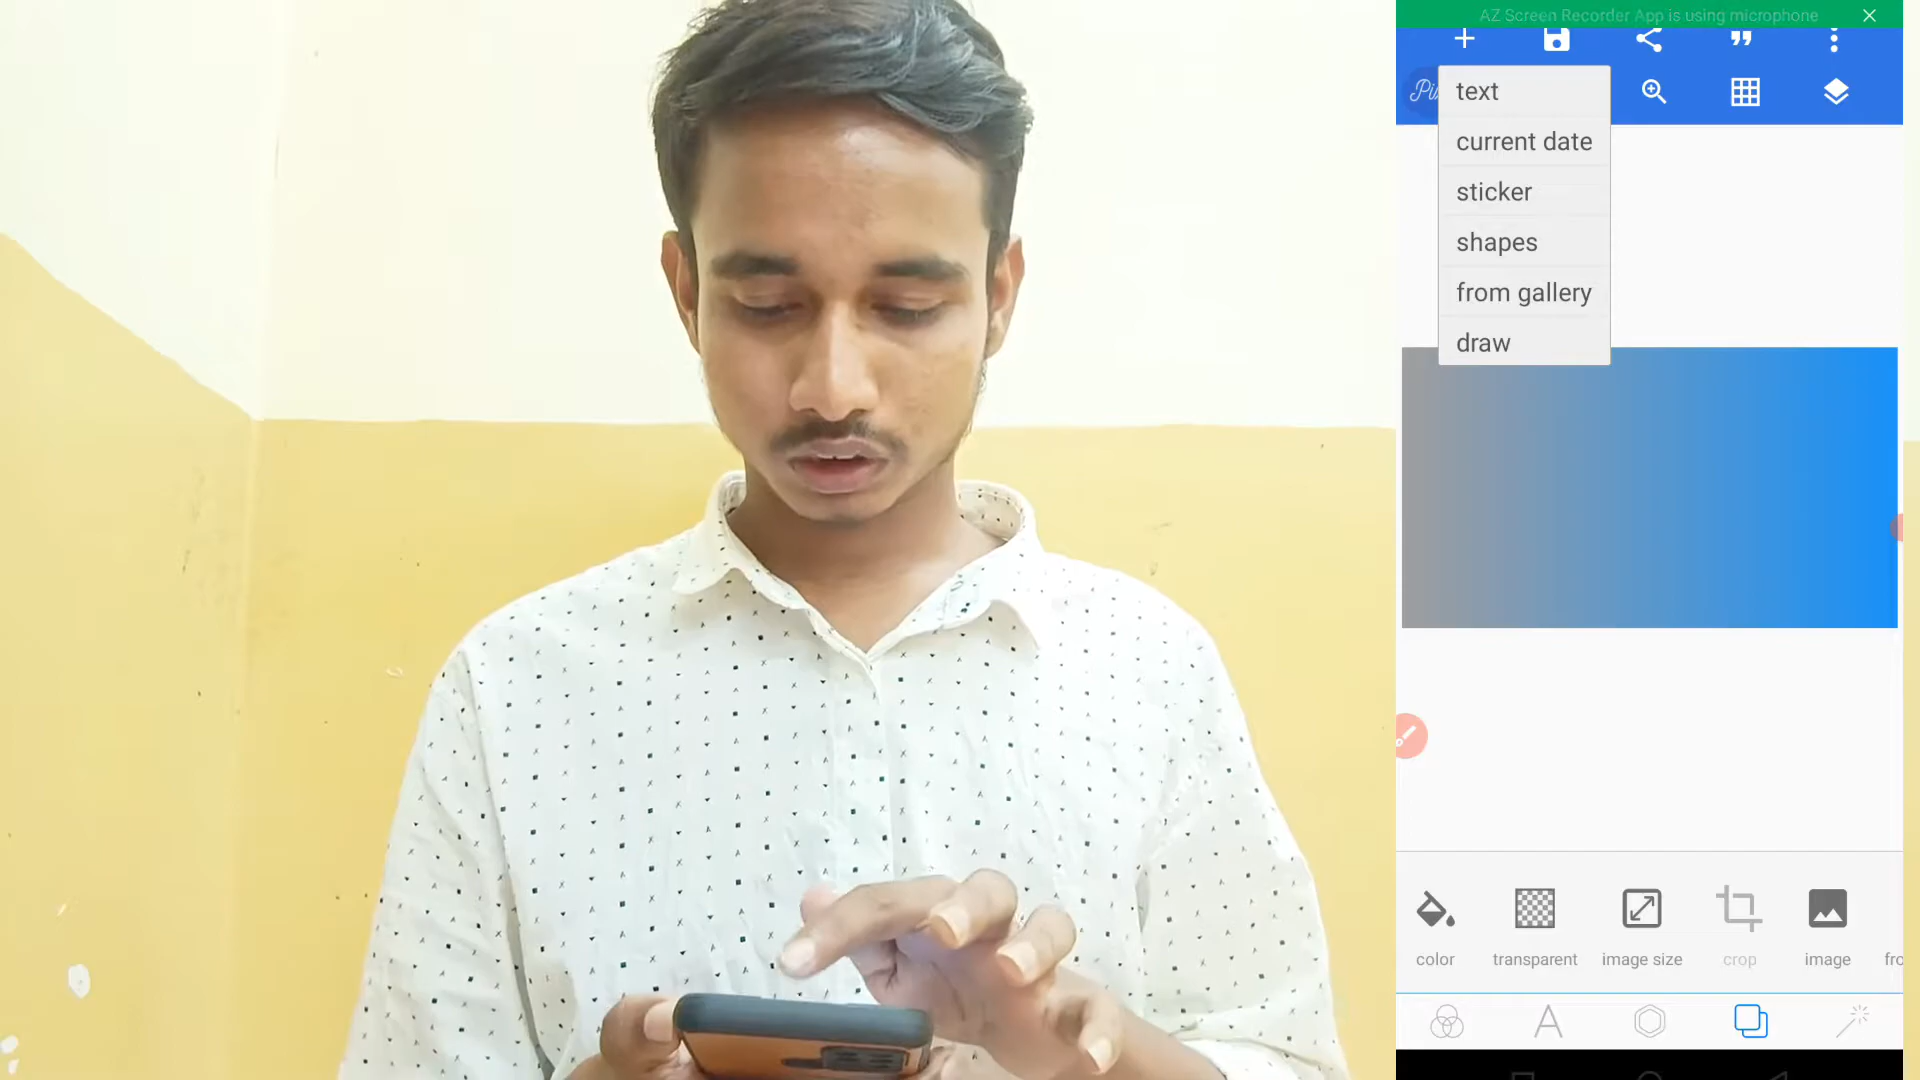 AZ Screen Recorder App is using microphone
text
current date
sticker
shapes
from gallery
draw
color
transparent
image size
crop
image